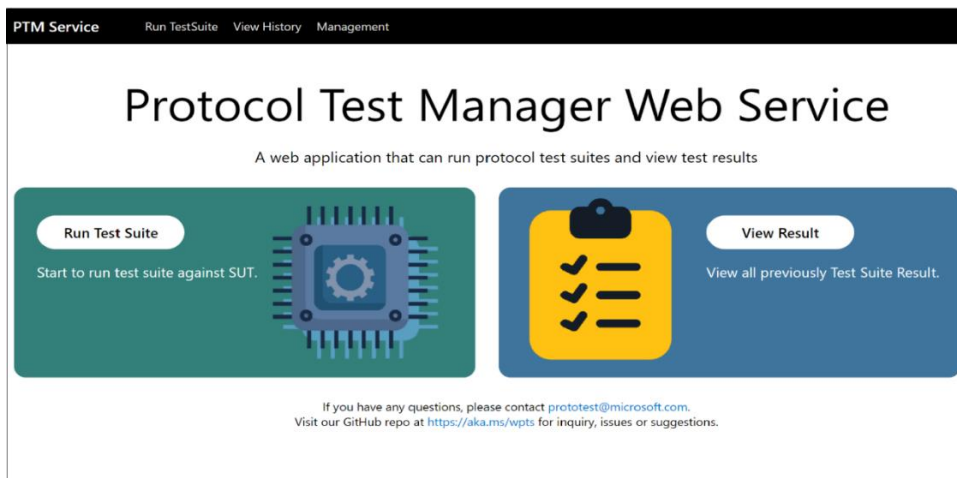 PTM Service Run TestSuite View History Management
Protocol Test Manager Web Service
A web application that can run protocol test suites and view test results
Run Test Suite
Start to run test suite against SUT.
View Result
View all previously Test Suite Result.
If you have any questions, please contact prototest@microsoft.com.
Visit our GitHub repo at https://aka.ms/wpts for inquiry, issues or suggestions.